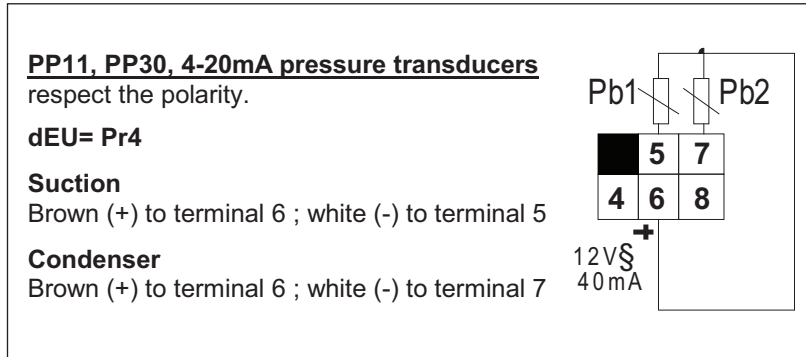 PP11, PP30, 4-20mA pressure transducers
respect the polarity.
dEU= Pr4
Suction
Brown (+) to terminal 6 ; white (-) to terminal 5
Condenser
Brown (+) to terminal 6 ; white (-) to terminal 7
Pb1 Pb2
5 7
4 6 8
+
12V§
40mA